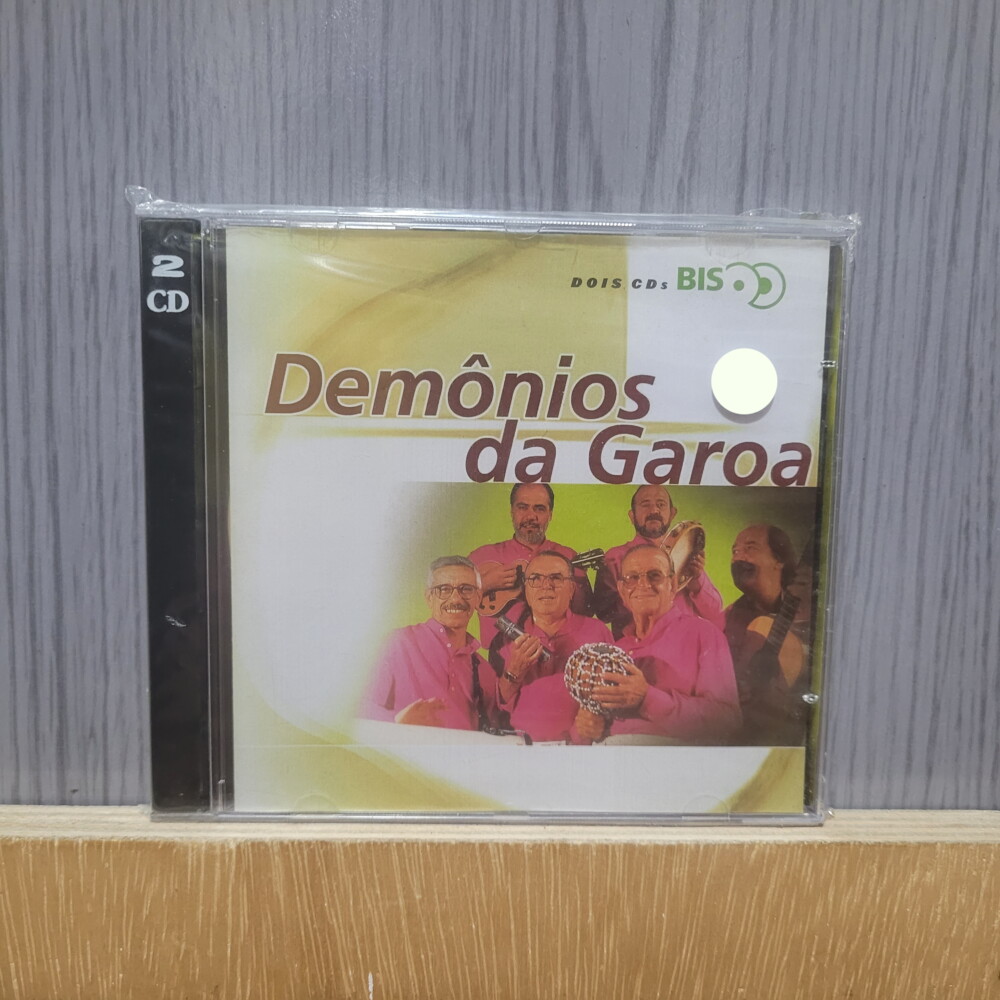 2
CD
DOIS CDs BIS
Demônios
da Garoa